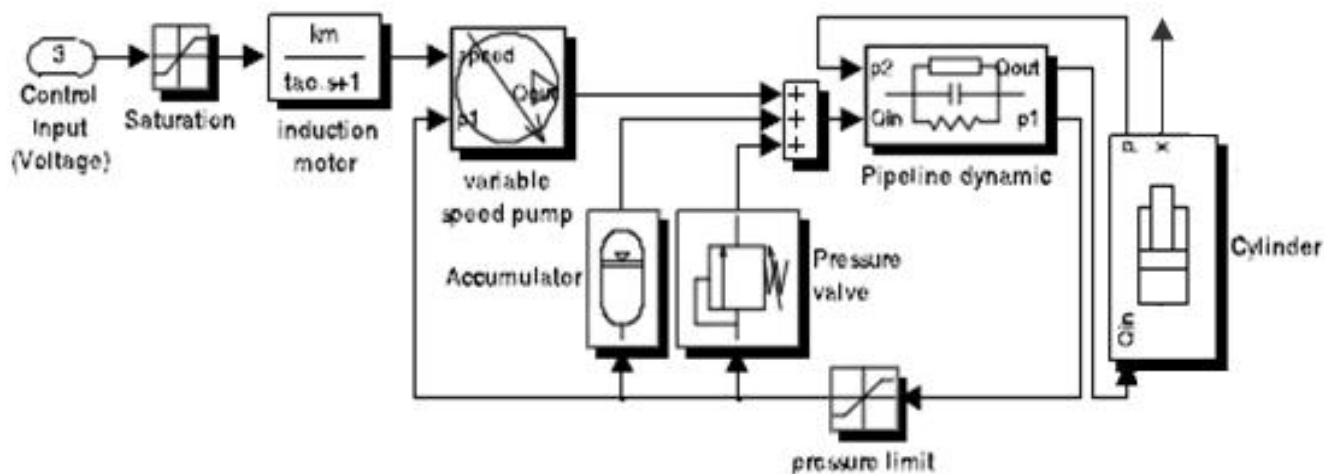 3
Control
Input
(Voltage)
Saturation
km
tao.s+1
induction
motor
speed
Qout
p1
variable
speed pump
Accumulator
Pressure
valve
+
+
+
p2
Qout
Qin
p1
Pipeline dynamic
P
X
Qin
Cylinder
pressure limit